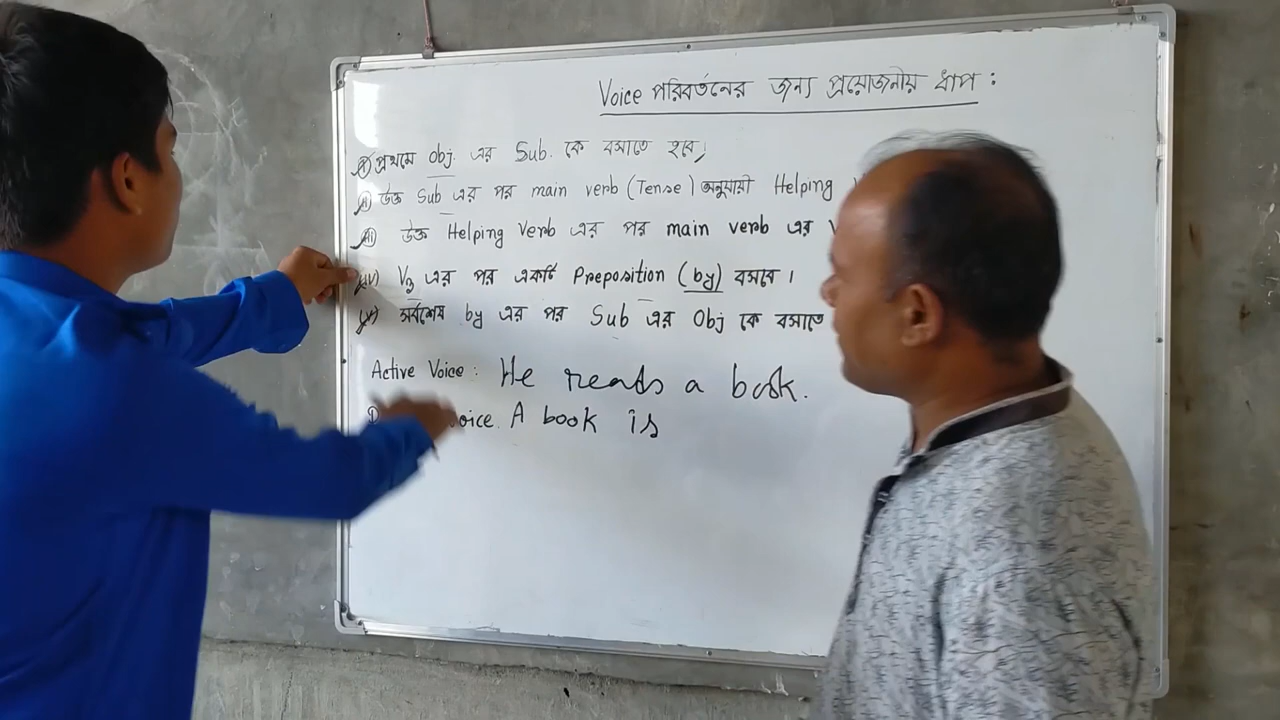 Voice পরিবর্তনের জন্য প্রয়োজনীয় ধাপ :
i) প্রথমে obj. এর Sub. কে বসাতে হবে,
ii) উক্ত Sub এর পর main verb (Tense) অনুযায়ী Helping
iii) উক্ত Helping Verb এর পর main verb এর V
iv) V3 এর পর একটি Preposition (by) বসবে ।
v) সর্বশেষ by এর পর Sub এর Obj কে বসাতে
Active Voice : He reads a book.
voice. A book is